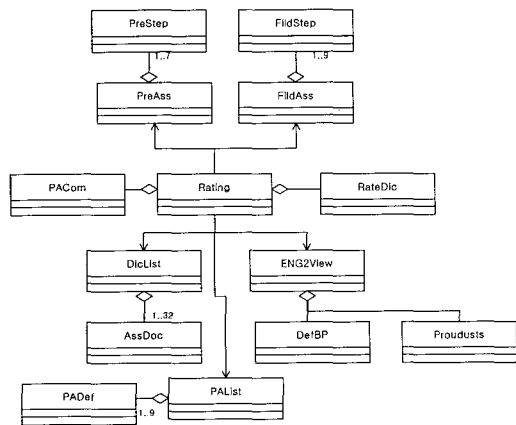 PreStep
FildStep
1..7
1..9
PreAss
FildAss
PACom
Rating
RateDic
DicList
ENG2View
1..32
AssDoc
DefBP
Proudusts
PADef
PAList
1..9